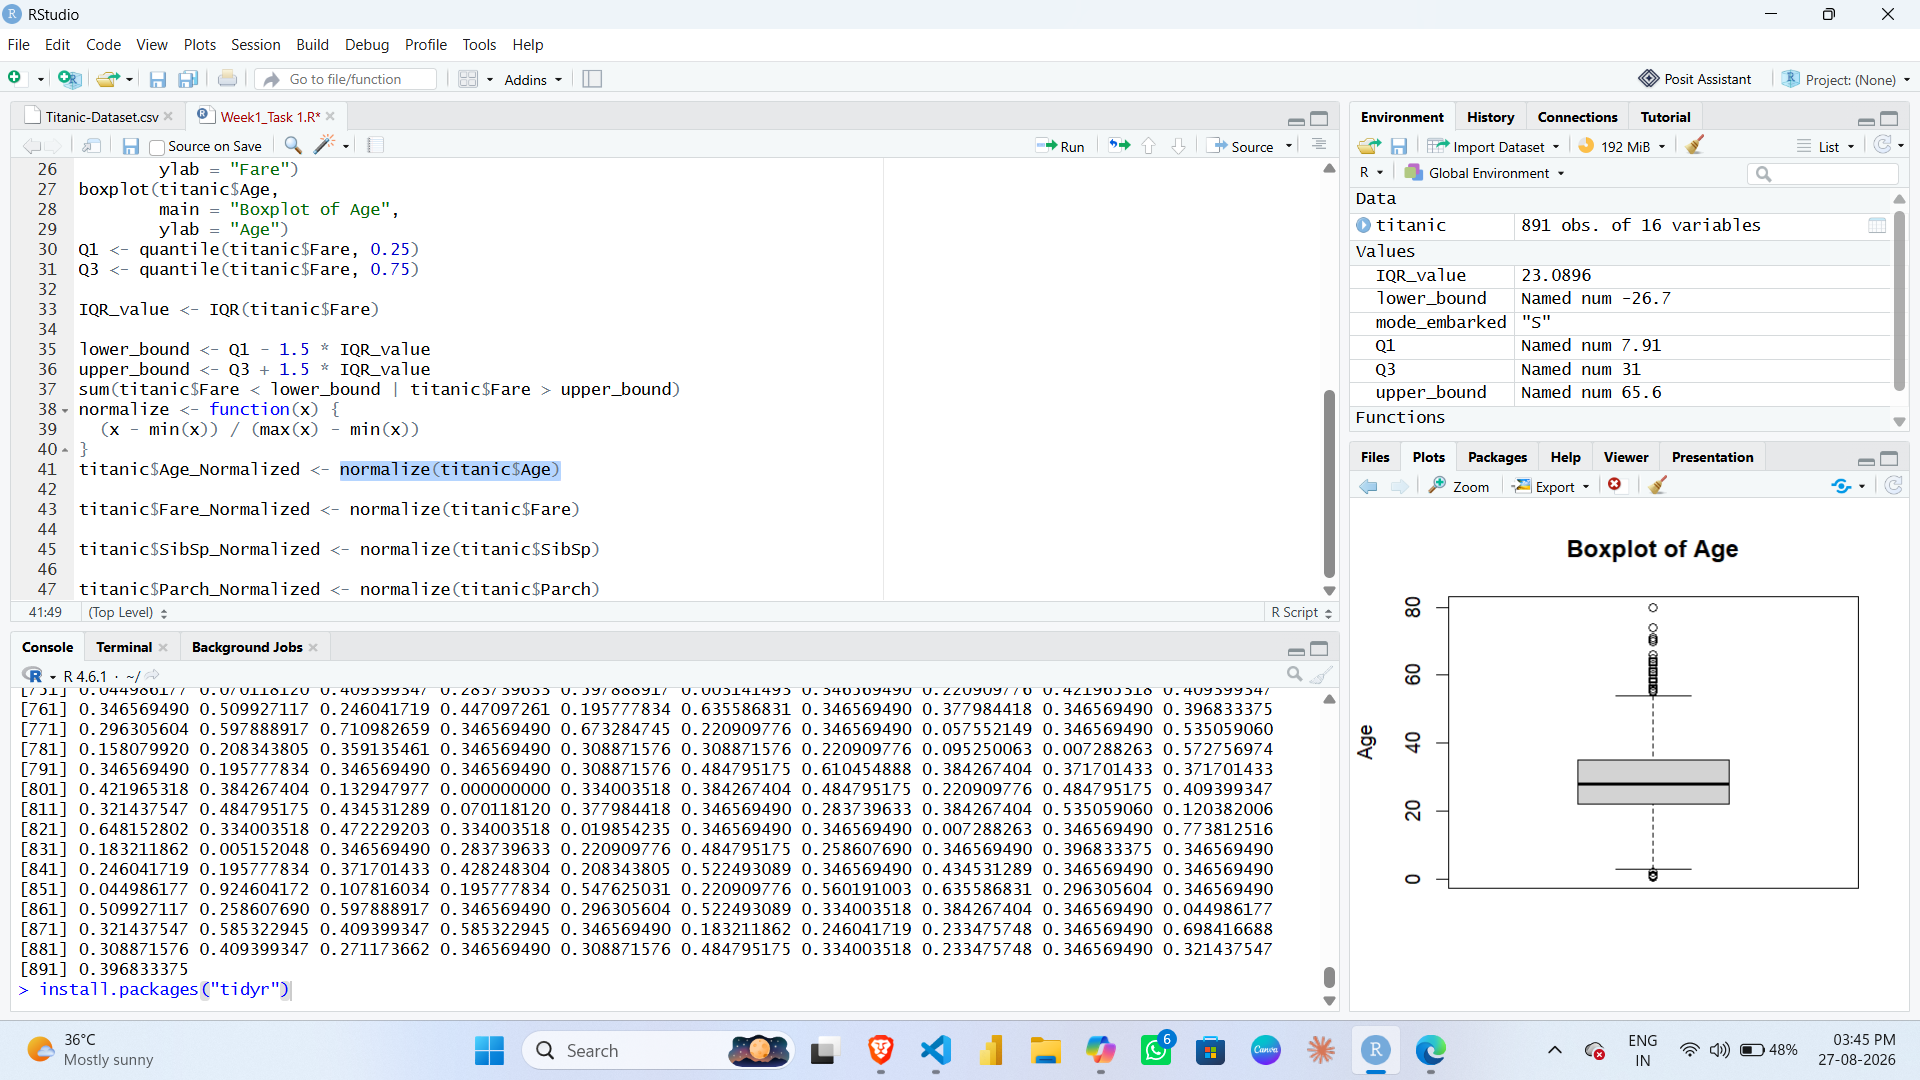 RStudio
File Edit Code View Plots Session Build Debug Profile Tools Help
Go to file/function Addins Posit Assistant Project: (None)
Titanic-Dataset.csv Week1_Task 1.R*
Source on Save Run Source
26 ylab = "Fare")
27 boxplot(titanic$Age,
28 main = "Boxplot of Age",
29 ylab = "Age")
30 Q1 <- quantile(titanic$Fare, 0.25)
31 Q3 <- quantile(titanic$Fare, 0.75)
32
33 IQR_value <- IQR(titanic$Fare)
34
35 lower_bound <- Q1 - 1.5 * IQR_value
36 upper_bound <- Q3 + 1.5 * IQR_value
37 sum(titanic$Fare < lower_bound | titanic$Fare > upper_bound)
38 normalize <- function(x) {
39 (x - min(x)) / (max(x) - min(x))
40 }
41 titanic$Age_Normalized <- normalize(titanic$Age)
42
43 titanic$Fare_Normalized <- normalize(titanic$Fare)
44
45 titanic$SibSp_Normalized <- normalize(titanic$SibSp)
46
47 titanic$Parch_Normalized <- normalize(titanic$Parch)
41:49 (Top Level) R Script
Console Terminal Background Jobs
R 4.6.1 · ~/
[751] 0.044986177 0.070118120 0.409399347 0.283739633 0.597888917 0.003141493 0.346569490 0.220909776 0.421965318 0.409399347
[761] 0.346569490 0.509927117 0.246041719 0.447097261 0.195777834 0.635586831 0.346569490 0.377984418 0.346569490 0.396833375
[771] 0.296305604 0.597888917 0.710982659 0.346569490 0.673284745 0.220909776 0.346569490 0.057552149 0.346569490 0.535059060
[781] 0.158079920 0.208343805 0.359135461 0.346569490 0.308871576 0.308871576 0.220909776 0.095250063 0.007288263 0.572756974
[791] 0.346569490 0.195777834 0.346569490 0.346569490 0.308871576 0.484795175 0.610454888 0.384267404 0.371701433 0.371701433
[801] 0.421965318 0.384267404 0.132947977 0.000000000 0.334003518 0.384267404 0.484795175 0.220909776 0.484795175 0.409399347
[811] 0.321437547 0.484795175 0.434531289 0.070118120 0.377984418 0.346569490 0.283739633 0.384267404 0.535059060 0.120382006
[821] 0.648152802 0.334003518 0.472229203 0.334003518 0.019854235 0.346569490 0.346569490 0.007288263 0.346569490 0.773812516
[831] 0.183211862 0.005152048 0.346569490 0.283739633 0.220909776 0.484795175 0.258607690 0.346569490 0.396833375 0.346569490
[841] 0.246041719 0.195777834 0.371701433 0.428248304 0.208343805 0.522493089 0.346569490 0.434531289 0.346569490 0.346569490
[851] 0.044986177 0.924604172 0.107816034 0.195777834 0.547625031 0.220909776 0.560191003 0.635586831 0.296305604 0.346569490
[861] 0.509927117 0.258607690 0.597888917 0.346569490 0.296305604 0.522493089 0.334003518 0.384267404 0.346569490 0.044986177
[871] 0.321437547 0.585322945 0.409399347 0.585322945 0.346569490 0.183211862 0.246041719 0.233475748 0.346569490 0.698416688
[881] 0.308871576 0.409399347 0.271173662 0.346569490 0.308871576 0.484795175 0.334003518 0.233475748 0.346569490 0.321437547
[891] 0.396833375
> install.packages("tidyr")
Environment History Connections Tutorial
Import Dataset 192 MiB List
R Global Environment
Data
titanic 891 obs. of 16 variables
Values
IQR_value 23.0896
lower_bound Named num -26.7
mode_embarked "S"
Q1 Named num 7.91
Q3 Named num 31
upper_bound Named num 65.6
Functions
Files Plots Packages Help Viewer Presentation
Zoom Export
Boxplot of Age
80
60
40
20
0
Age
36°C
Mostly sunny
Search
Canva
6
ENG
IN
48%
03:45 PM
27-08-2026